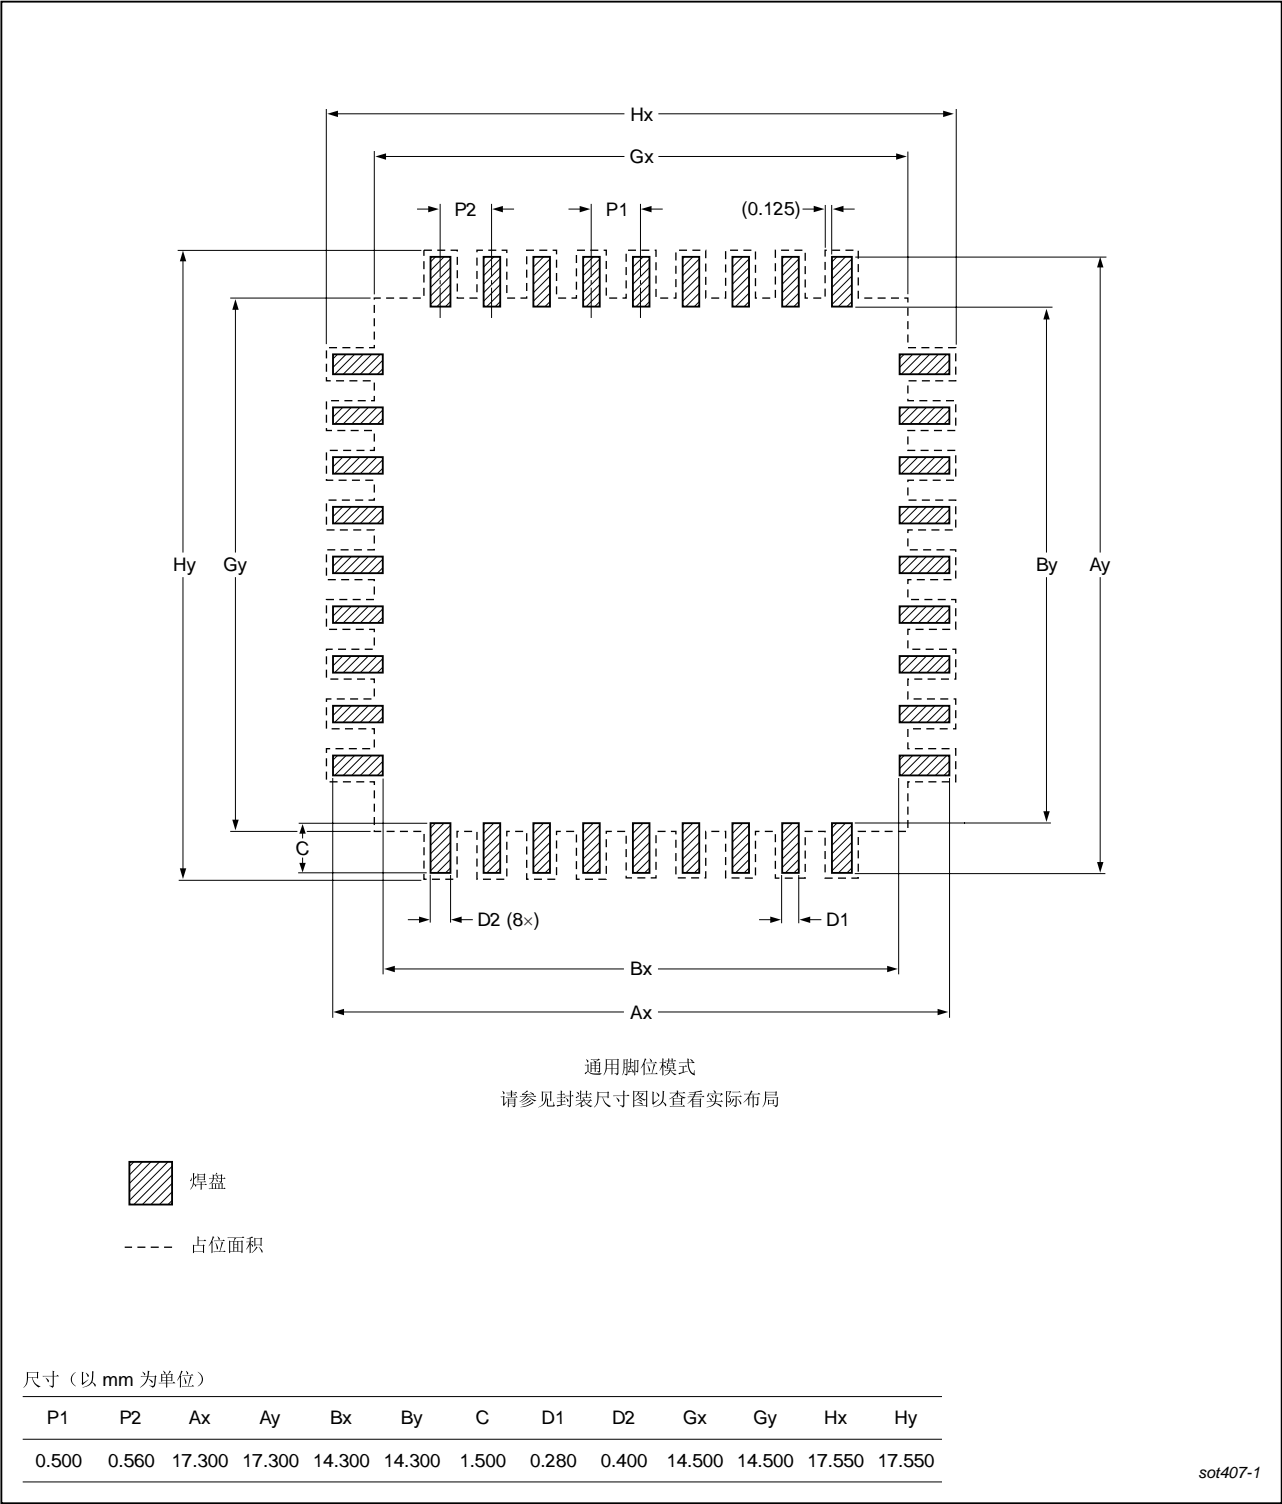 Hx
Gx
P2 P1 (0.125)
Hy Gy By Ay
C
D2 (8×) D1
Bx
Ax
通用脚位模式
请参见封装尺寸图以查看实际布局
焊盘
占位面积
尺寸（以 mm 为单位）
P1 P2 Ax Ay Bx By C D1 D2 Gx Gy Hx Hy
0.500 0.560 17.300 17.300 14.300 14.300 1.500 0.280 0.400 14.500 14.500 17.550 17.550
sot407-1